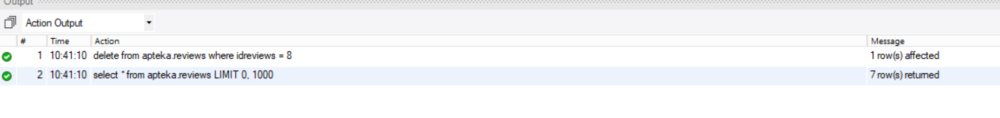 Output
Action Output
# Time Action Message
1 10:41:10 delete from apteka.reviews where idreviews = 8 1 row(s) affected
2 10:41:10 select * from apteka.reviews LIMIT 0, 1000 7 row(s) returned